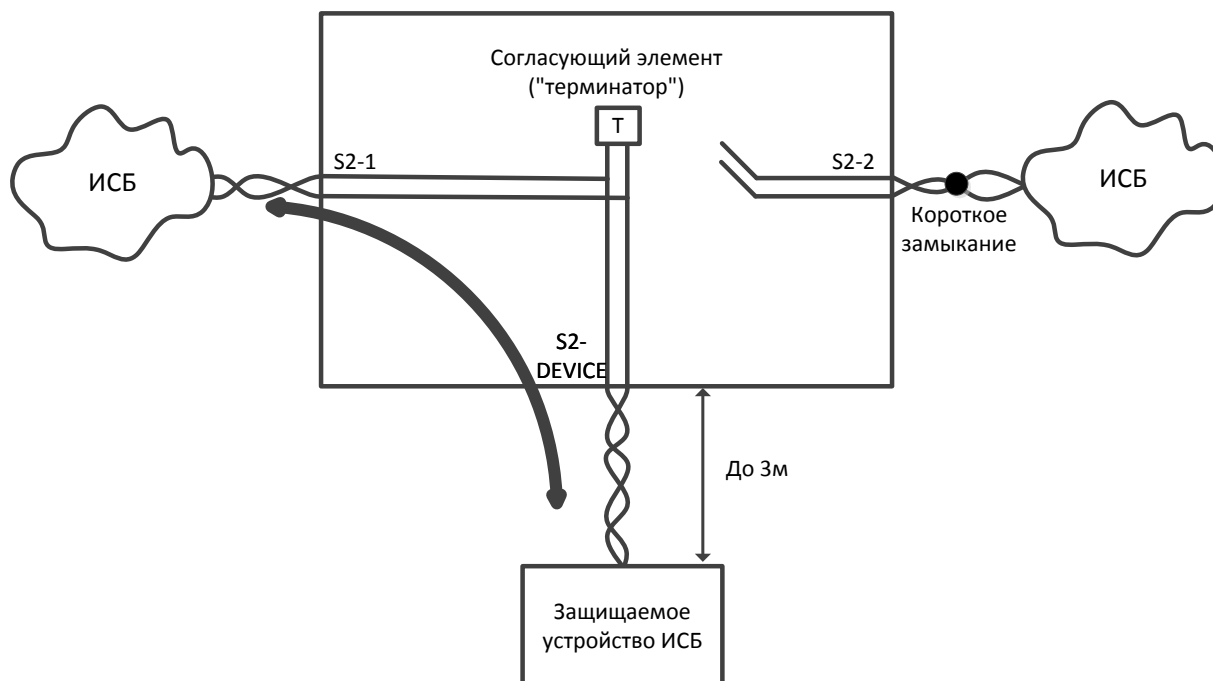 Согласующий элемент
("терминатор")
Т
S2-1
S2-2
ИСБ
ИСБ
Короткое
замыкание
S2-
DEVICE
До 3м
Защищаемое
устройство ИСБ